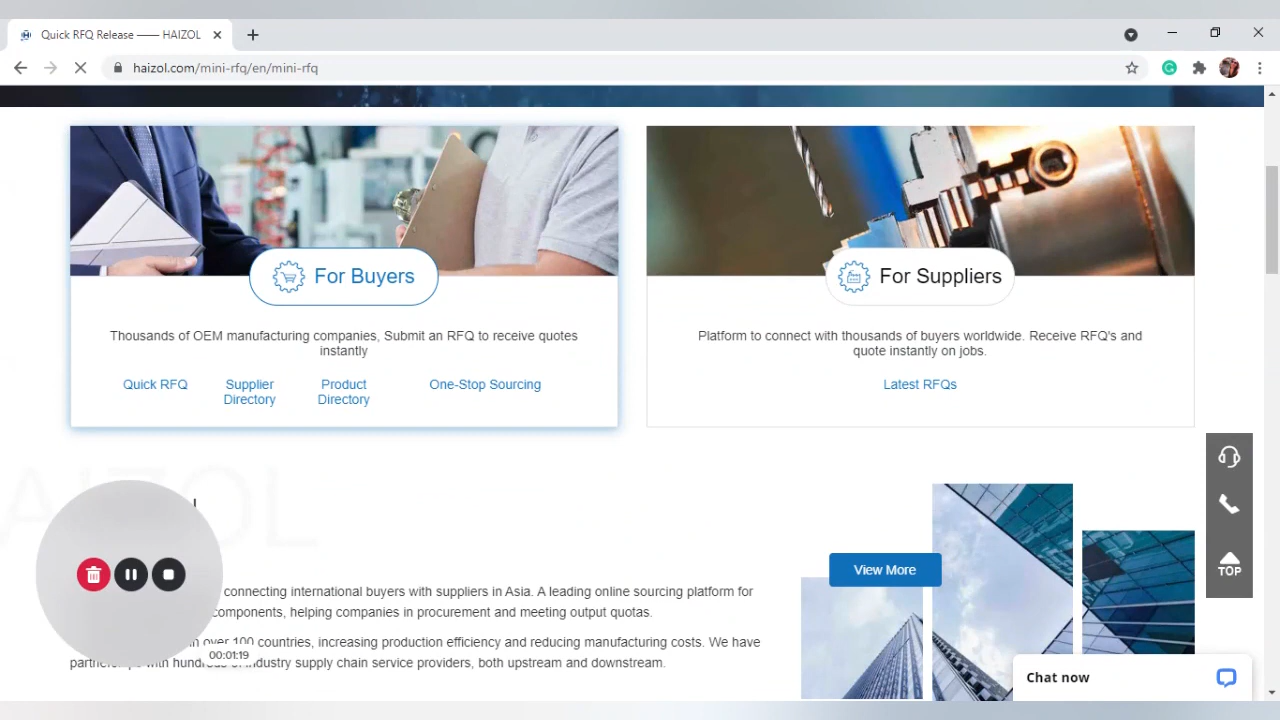 Quick RFQ Release —— HAIZOL
haizol.com/mini-rfq/en/mini-rfq
For Buyers
Thousands of OEM manufacturing companies, Submit an RFQ to receive quotes
instantly
Quick RFQ
Supplier
Directory
Product
Directory
One-Stop Sourcing
For Suppliers
Platform to connect with thousands of buyers worldwide. Receive RFQ's and
quote instantly on jobs.
Latest RFQs
TOP
View More
connecting international buyers with suppliers in Asia. A leading online sourcing platform for
components, helping companies in procurement and meeting output quotas.
over 100 countries, increasing production efficiency and reducing manufacturing costs. We have
00:01:19
with hundreds of industry supply chain service providers, both upstream and downstream.
Chat now